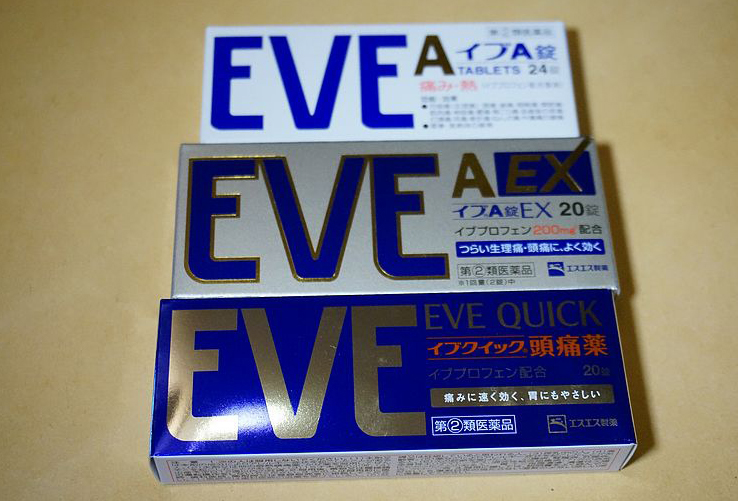 EVE A イブA錠
第②類医薬品
TABLETS 24錠
痛み・熱
EVE A EX
イブA錠EX 20錠
イブプロフェン200mg*配合
つらい生理痛・頭痛に、よく効く
第②類医薬品 エスエス製薬
※1回量(2錠)中
EVE EVE QUICK
イブクイック®頭痛薬
イブプロフェン配合 20錠
痛みに速く効く、胃にもやさしい
第②類医薬品 エスエス製薬